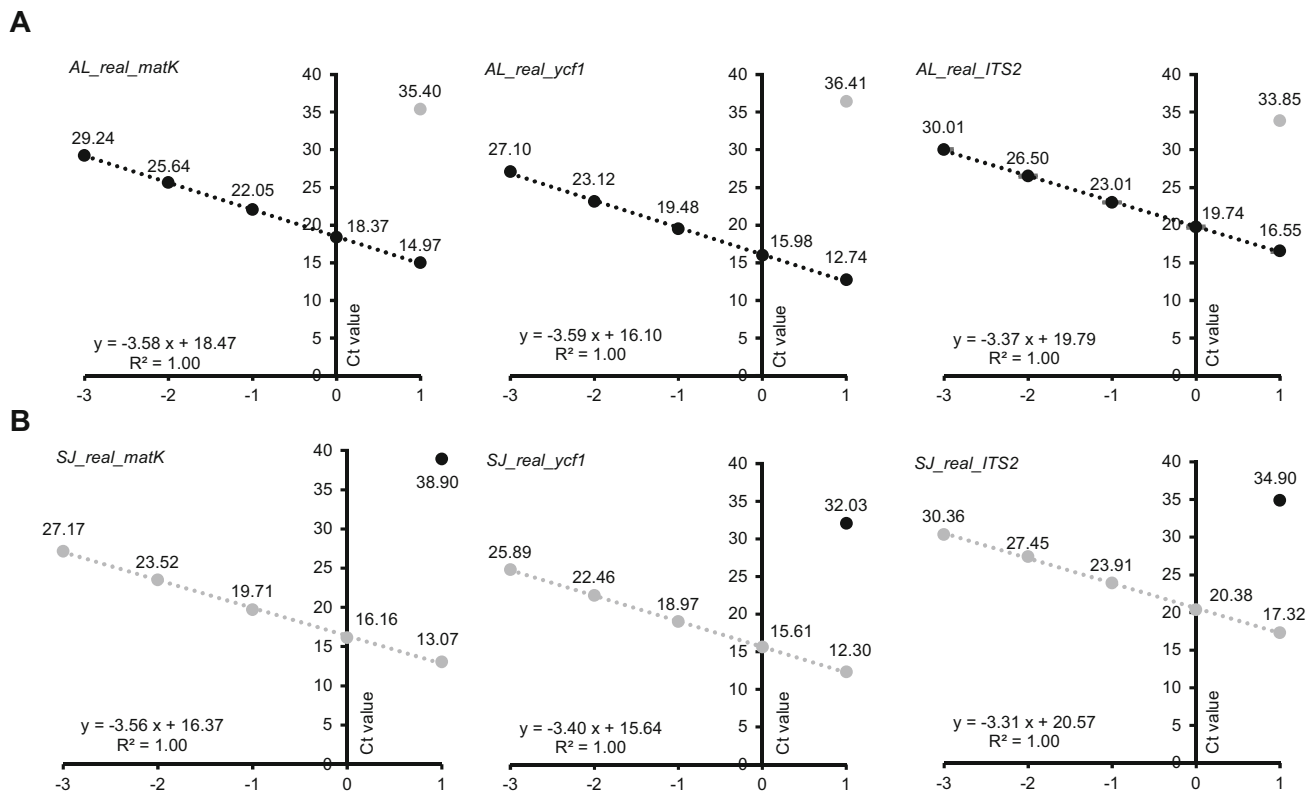 A
AL_real_matK
40
35.40
35
29.24
30
25.64
25
22.05
20
18.37
14.97
15
10
5
Ct value
y = -3.58 x + 18.47
R² = 1.00
0
-3 -2 -1 0 1
AL_real_ycf1
40
36.41
35
30
27.10
25
23.12
20
19.48
15.98
15
12.74
10
5
Ct value
y = -3.59 x + 16.10
R² = 1.00
0
-3 -2 -1 0 1
AL_real_ITS2
40
33.85
35
30.01
30
26.50
25
23.01
20
19.74
16.55
15
10
5
Ct value
y = -3.37 x + 19.79
R² = 1.00
0
-3 -2 -1 0 1
B
SJ_real_matK
40
38.90
35
30
27.17
25
23.52
20
19.71
16.16
15
13.07
10
5
Ct value
y = -3.56 x + 16.37
R² = 1.00
0
-3 -2 -1 0 1
SJ_real_ycf1
40
35
32.03
30
25.89
25
22.46
20
18.97
15.61
15
12.30
10
5
Ct value
y = -3.40 x + 15.64
R² = 1.00
0
-3 -2 -1 0 1
SJ_real_ITS2
40
34.90
35
30.36
30
27.45
25
23.91
20
20.38
17.32
15
10
5
Ct value
y = -3.31 x + 20.57
R² = 1.00
0
-3 -2 -1 0 1